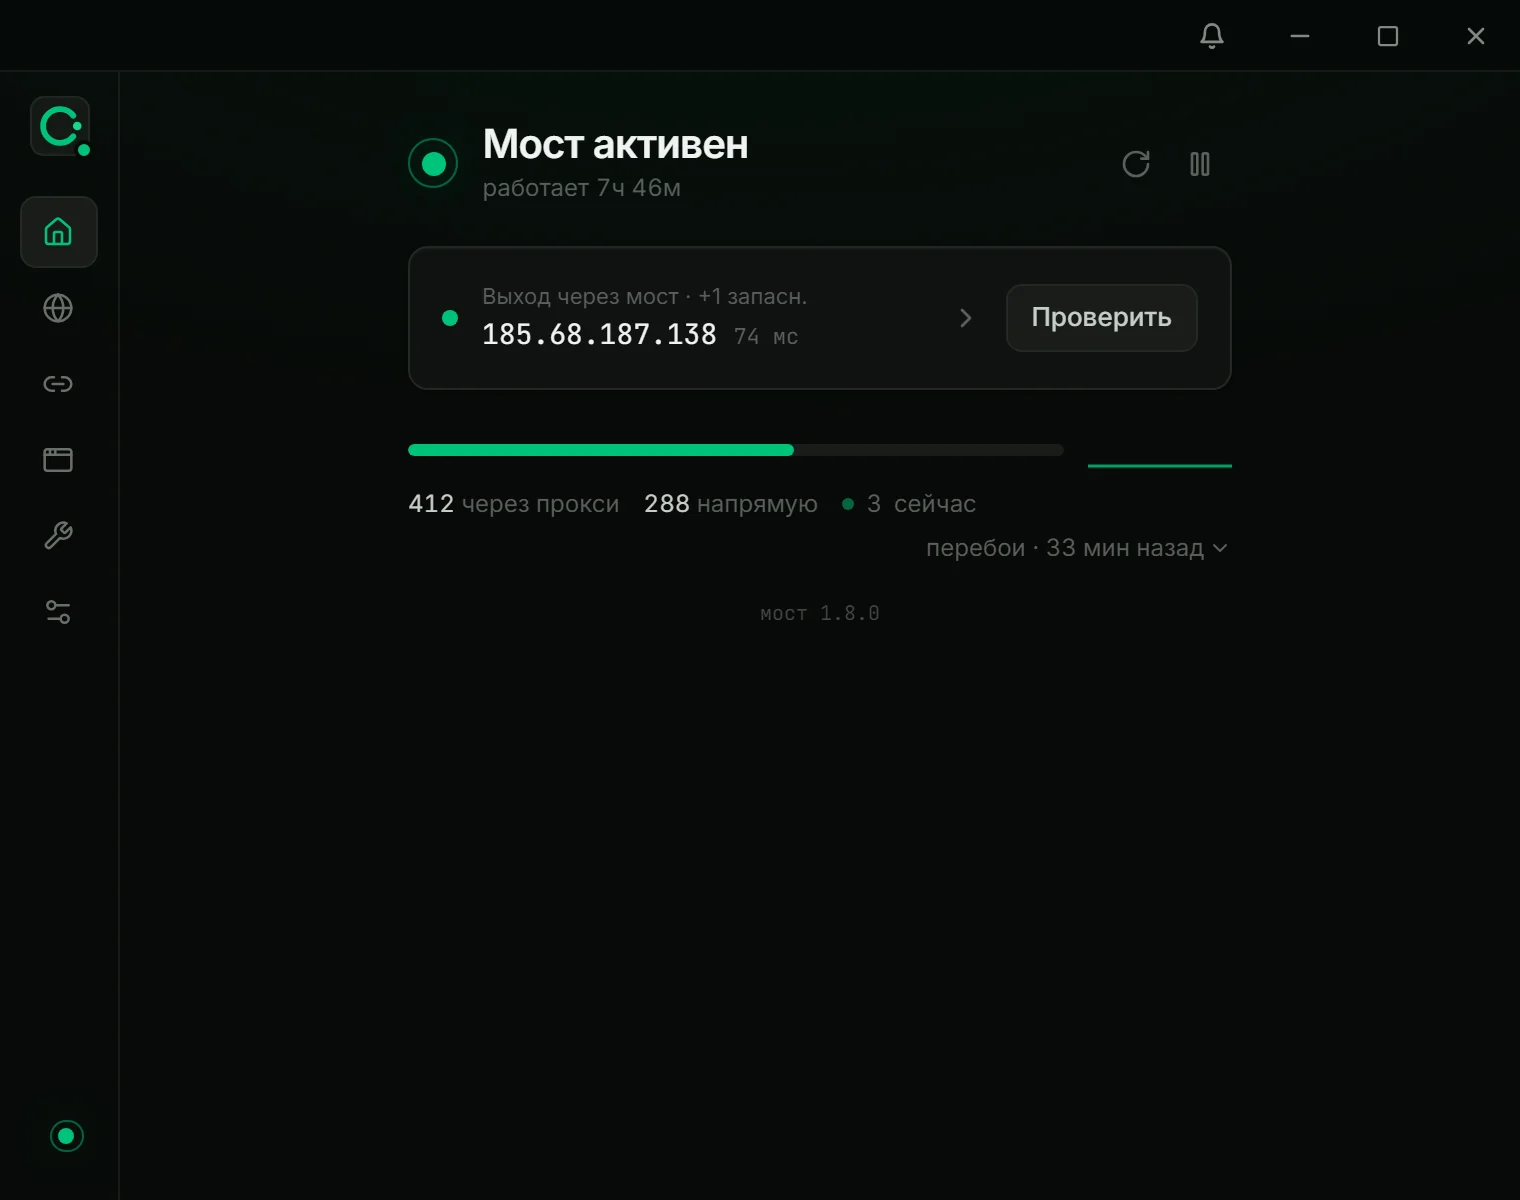 Мост активен
работает 7ч 46м
Выход через мост · +1 запасн.
185.68.187.138 74 мс
Проверить
412 через прокси 288 напрямую 3 сейчас
перебои · 33 мин назад
мост 1.8.0